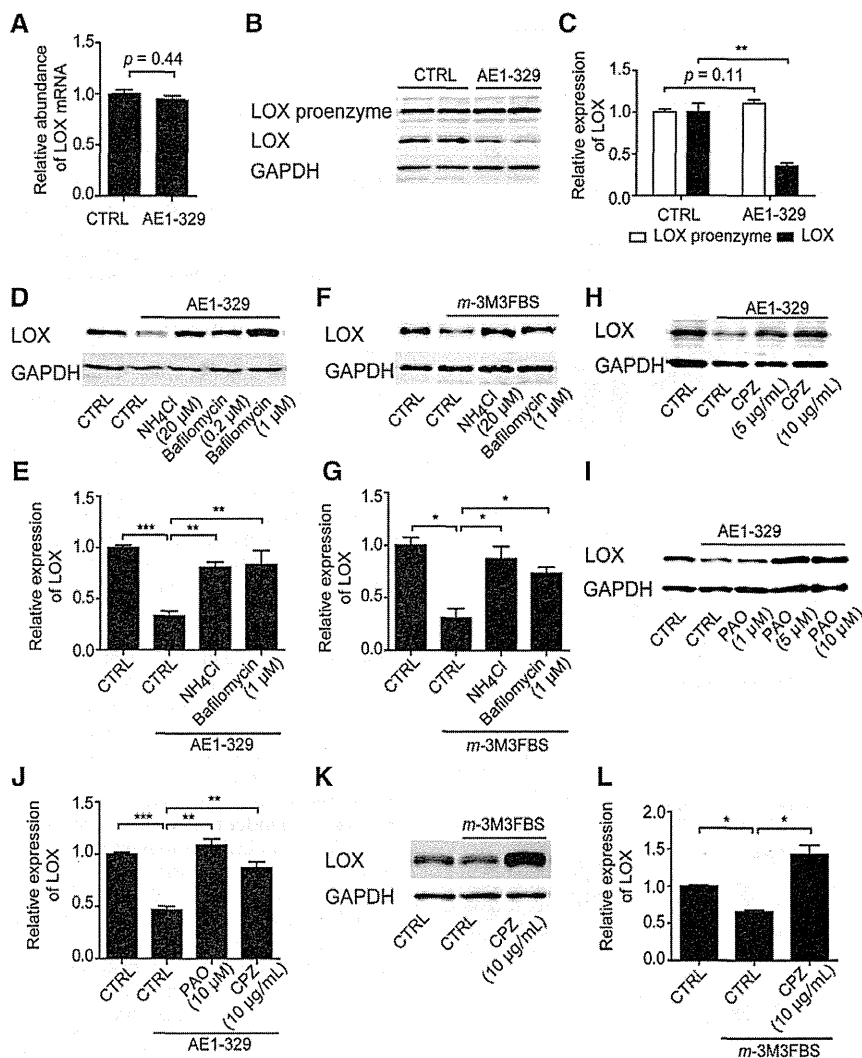 A
Relative abundance
of LOX mRNA
1.5
1.0
0.5
0.0
p = 0.44
CTRL
AE1-329
B
CTRL AE1-329
LOX proenzyme
LOX
GAPDH
C
Relative expression
of LOX
1.5
1.0
0.5
0.0
**
p = 0.11
CTRL AE1-329
LOX proenzyme LOX
D
AE1-329
LOX
GAPDH
CTRL
CTRL
NH4Cl
(20 µM)
Bafilomycin
(0.2 µM)
Bafilomycin
(1 µM)
F
m-3M3FBS
LOX
GAPDH
CTRL
CTRL
NH4Cl
(20 µM)
Bafilomycin
(1 µM)
H
AE1-329
LOX
GAPDH
CTRL
CTRL
CPZ
(5 µg/mL)
CPZ
(10 µg/mL)
E
Relative expression
of LOX
1.5
1.0
0.5
0.0
**
*** **
CTRL
CTRL
NH4Cl
Bafilomycin
(1 µM)
AE1-329
G
Relative expression
of LOX
1.5
1.0
0.5
0.0
*
* *
CTRL
CTRL
NH4Cl
Bafilomycin
(1 µM)
m-3M3FBS
I
AE1-329
LOX
GAPDH
CTRL
CTRL
PAO
(1 µM)
PAO
(5 µM)
PAO
(10 µM)
J
Relative expression
of LOX
1.5
1.0
0.5
0.0
**
*** **
CTRL
CTRL
PAO
(10 µM)
CPZ
(10 µg/mL)
AE1-329
K
m-3M3FBS
LOX
GAPDH
CTRL
CTRL
CPZ
(10 µg/mL)
L
Relative expression
of LOX
2.0
1.5
1.0
0.5
0.0
* *
CTRL
CTRL
CPZ
(10 µg/mL)
m-3M3FBS